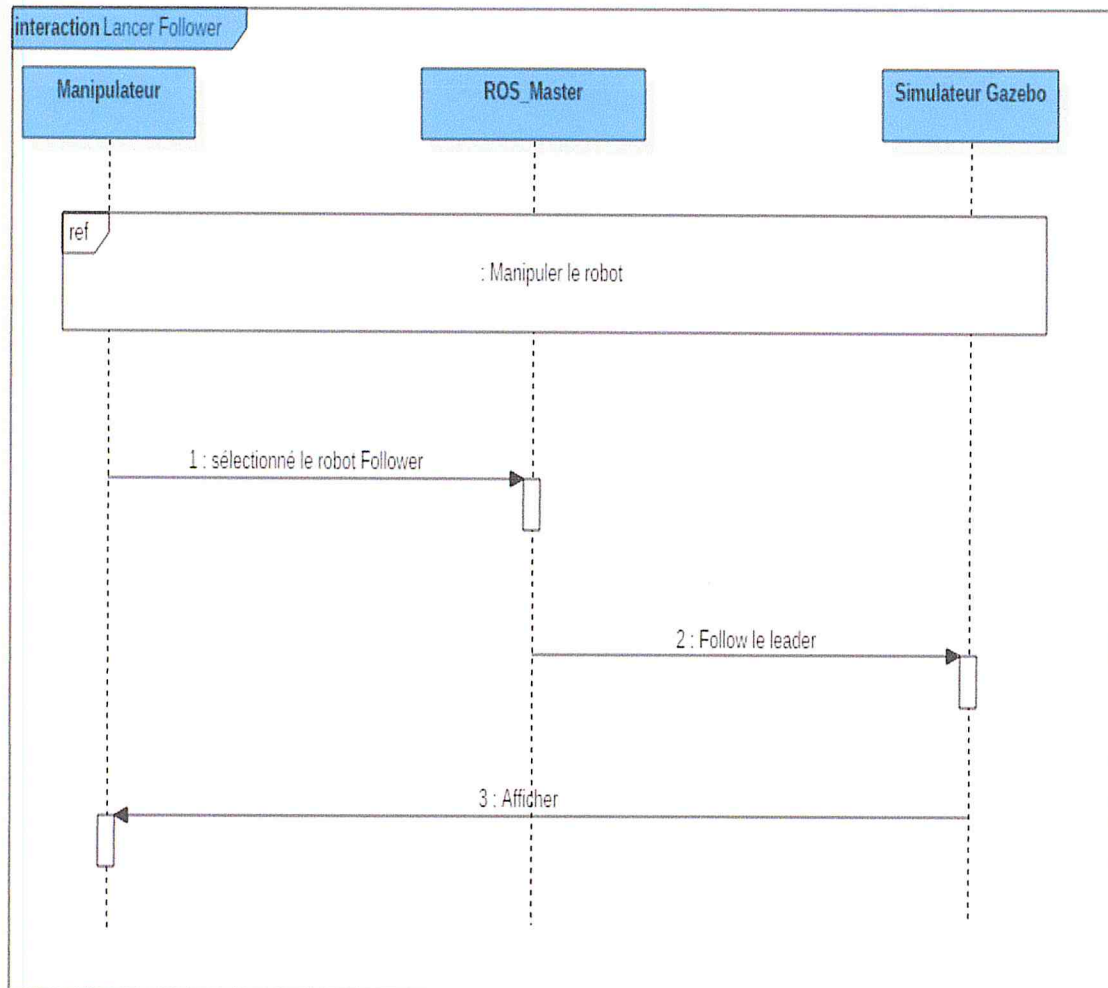 interaction Lancer Follower
Manipulateur
ROS_Master
Simulateur Gazebo
ref
: Manipuler le robot
1 : sélectionné le robot Follower
2 : Follow le leader
3 : Afficher